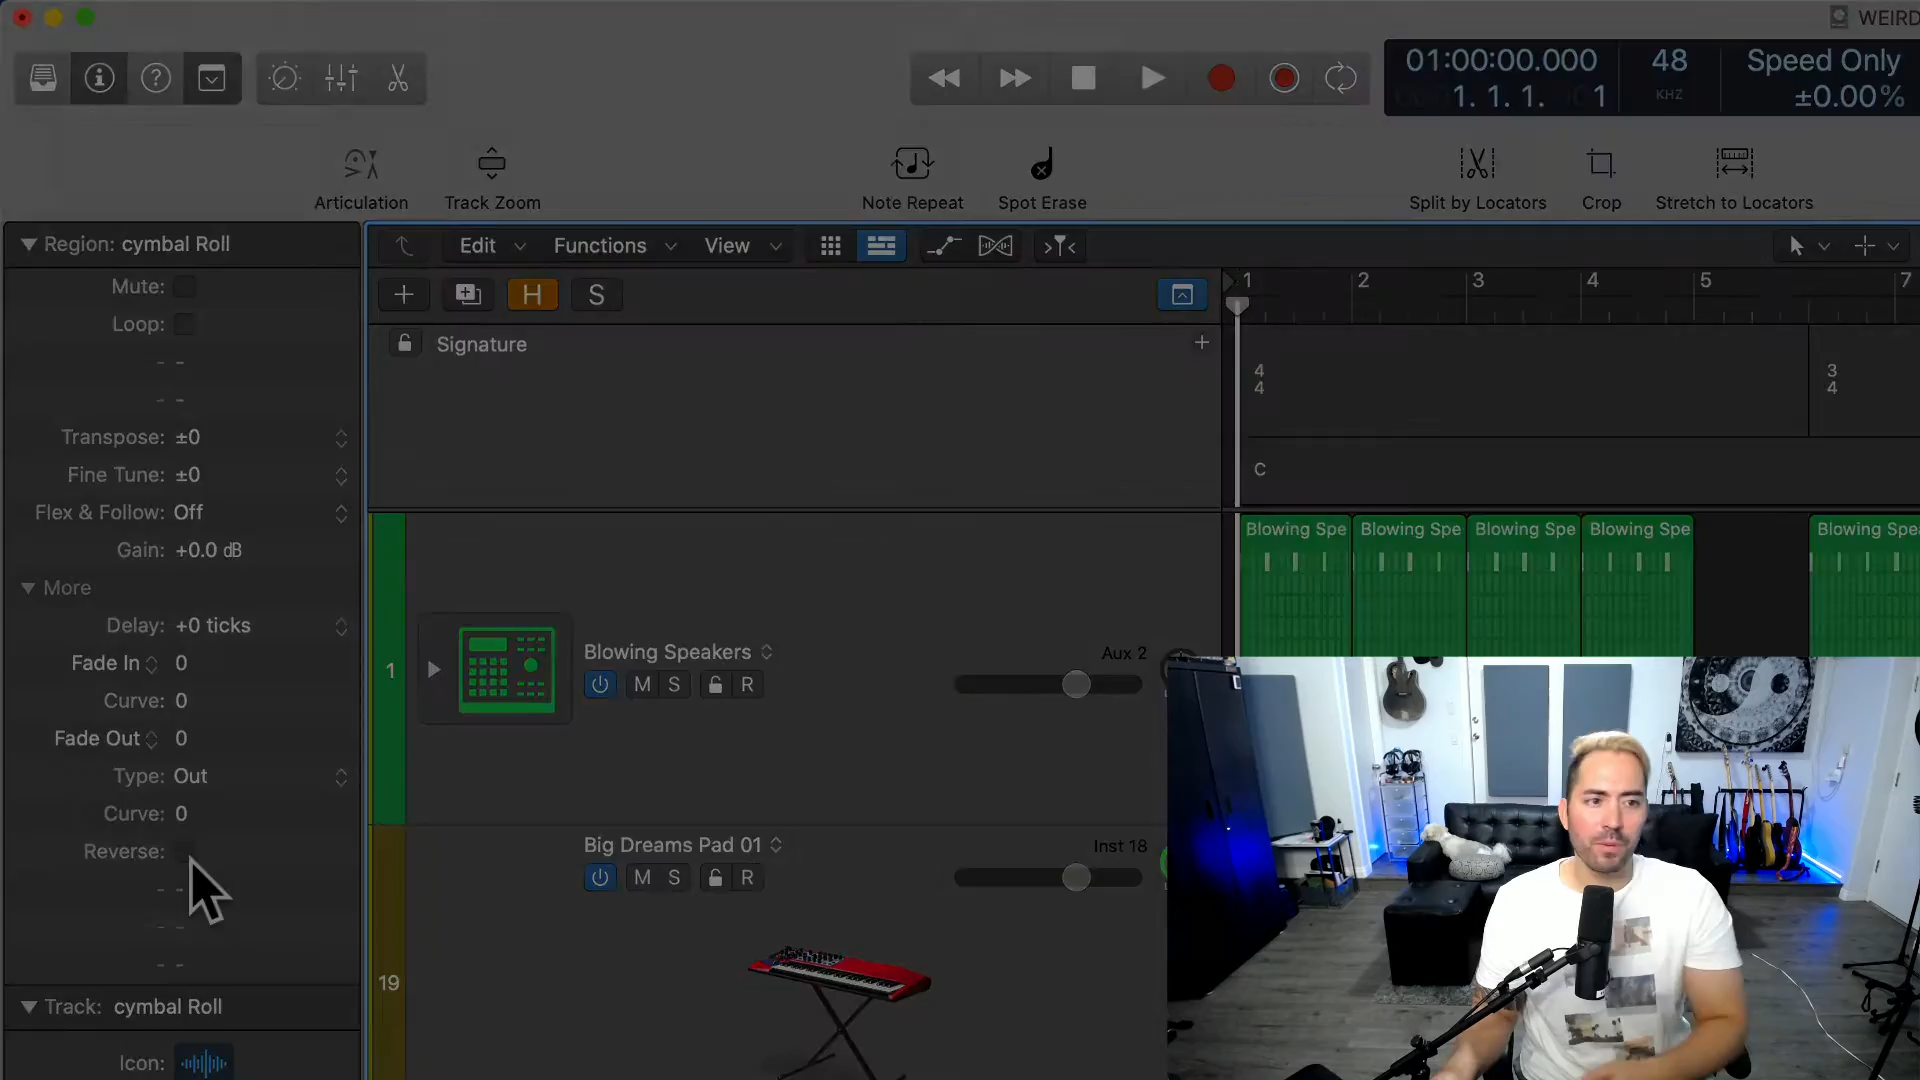 WEIRD
01:00:00.000
1. 1. 1. 1
48
KHZ
Speed Only
±0.00%
Articulation
Track Zoom
Note Repeat
Spot Erase
Split by Locators
Crop
Stretch to Locators
Region: cymbal Roll
Mute:
Loop:
Transpose: ±0
Fine Tune: ±0
Flex & Follow: Off
Gain: +0.0 dB
More
Delay: +0 ticks
Fade In 0
Curve: 0
Fade Out 0
Type: Out
Curve: 0
Reverse:
Track: cymbal Roll
Icon:
Edit
Functions
View
H
S
1
2
3
4
5
7
Signature
4
4
3
4
C
Blowing Spe
Blowing Spe
Blowing Spe
Blowing Spe
Blowing Spea
1
Blowing Speakers
Aux 2
M S R
Big Dreams Pad 01
Inst 18
M S R
19